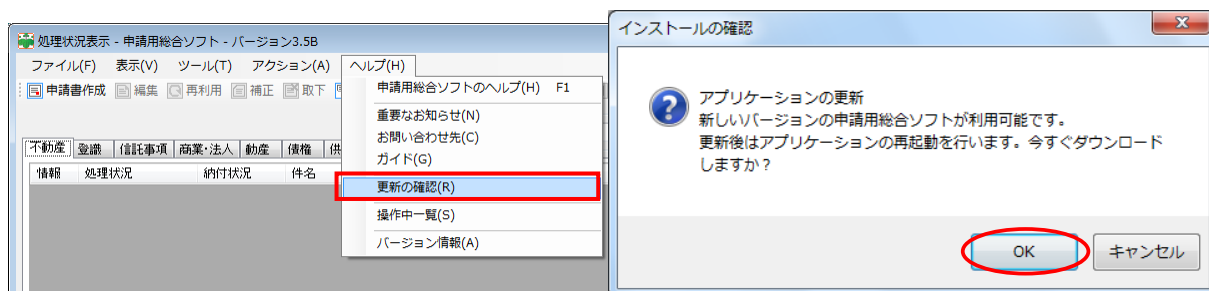 処理状況表示 - 申請用総合ソフト - バージョン3.5B
ファイル(F) 表示(V) ツール(T) アクション(A) ヘルプ(H)
申請書作成 編集 再利用 補正 取下
申請用総合ソフトのヘルプ(H) F1
重要なお知らせ(N)
お問い合わせ先(C)
ガイド(G)
更新の確認(R)
操作中一覧(S)
バージョン情報(A)
不動産 登識 信託事項 商業・法人 動産 債権 供
情報 処理状況 納付状況 件名
インストールの確認
アプリケーションの更新
新しいバージョンの申請用総合ソフトが利用可能です。
更新後はアプリケーションの再起動を行います。今すぐダウンロード
しますか？
OK キャンセル